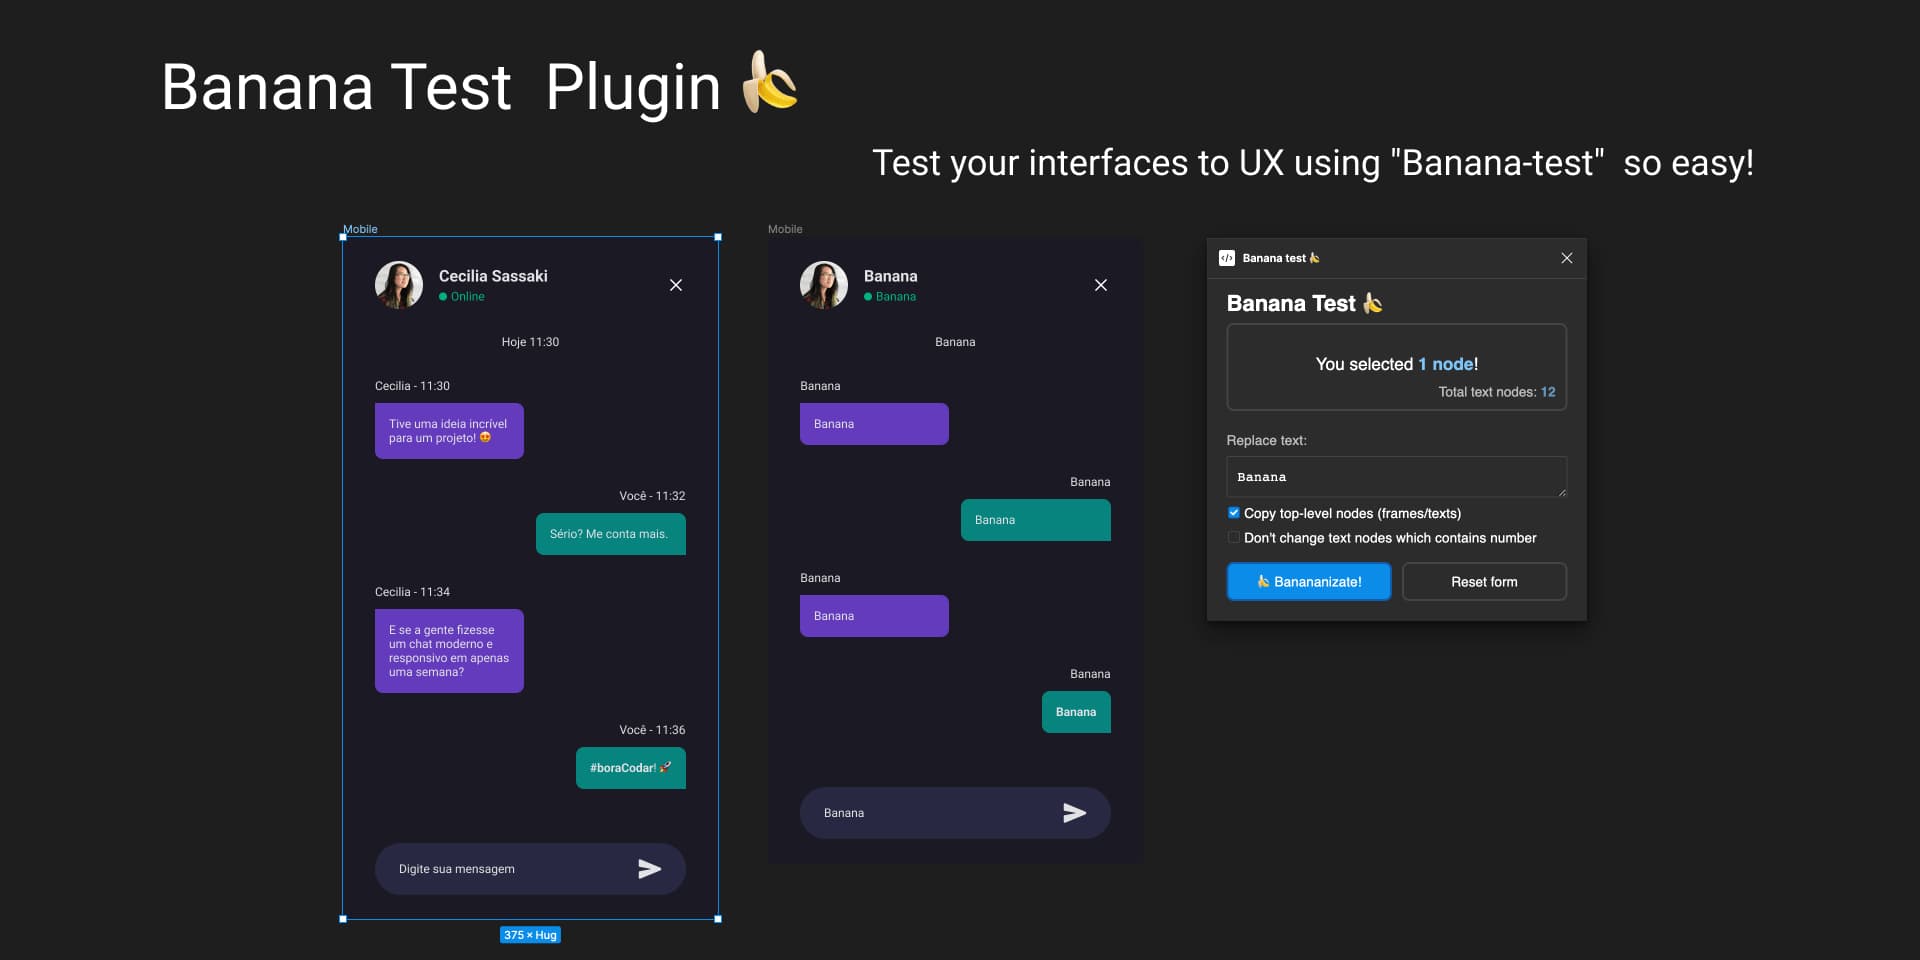 Banana Test Plugin 🍌
Test your interfaces to UX using "Banana-test" so easy!
Mobile
Cecilia Sassaki
Online
Hoje 11:30
Cecilia - 11:30
Tive uma ideia incrível
para um projeto! 🤩
Você - 11:32
Sério? Me conta mais.
Cecilia - 11:34
E se a gente fizesse
um chat moderno e
responsivo em apenas
uma semana?
Você - 11:36
#boraCodar! 🚀
Digite sua mensagem
375 × Hug
Mobile
Banana
Banana
Banana
Banana
Banana
Banana
Banana
Banana
Banana
Banana
Banana
Banana
</> Banana test 🍌
Banana Test 🍌
You selected 1 node!
Total text nodes: 12
Replace text:
Banana
Copy top-level nodes (frames/texts)
Don't change text nodes which contains number
🍌 Banananizate!
Reset form